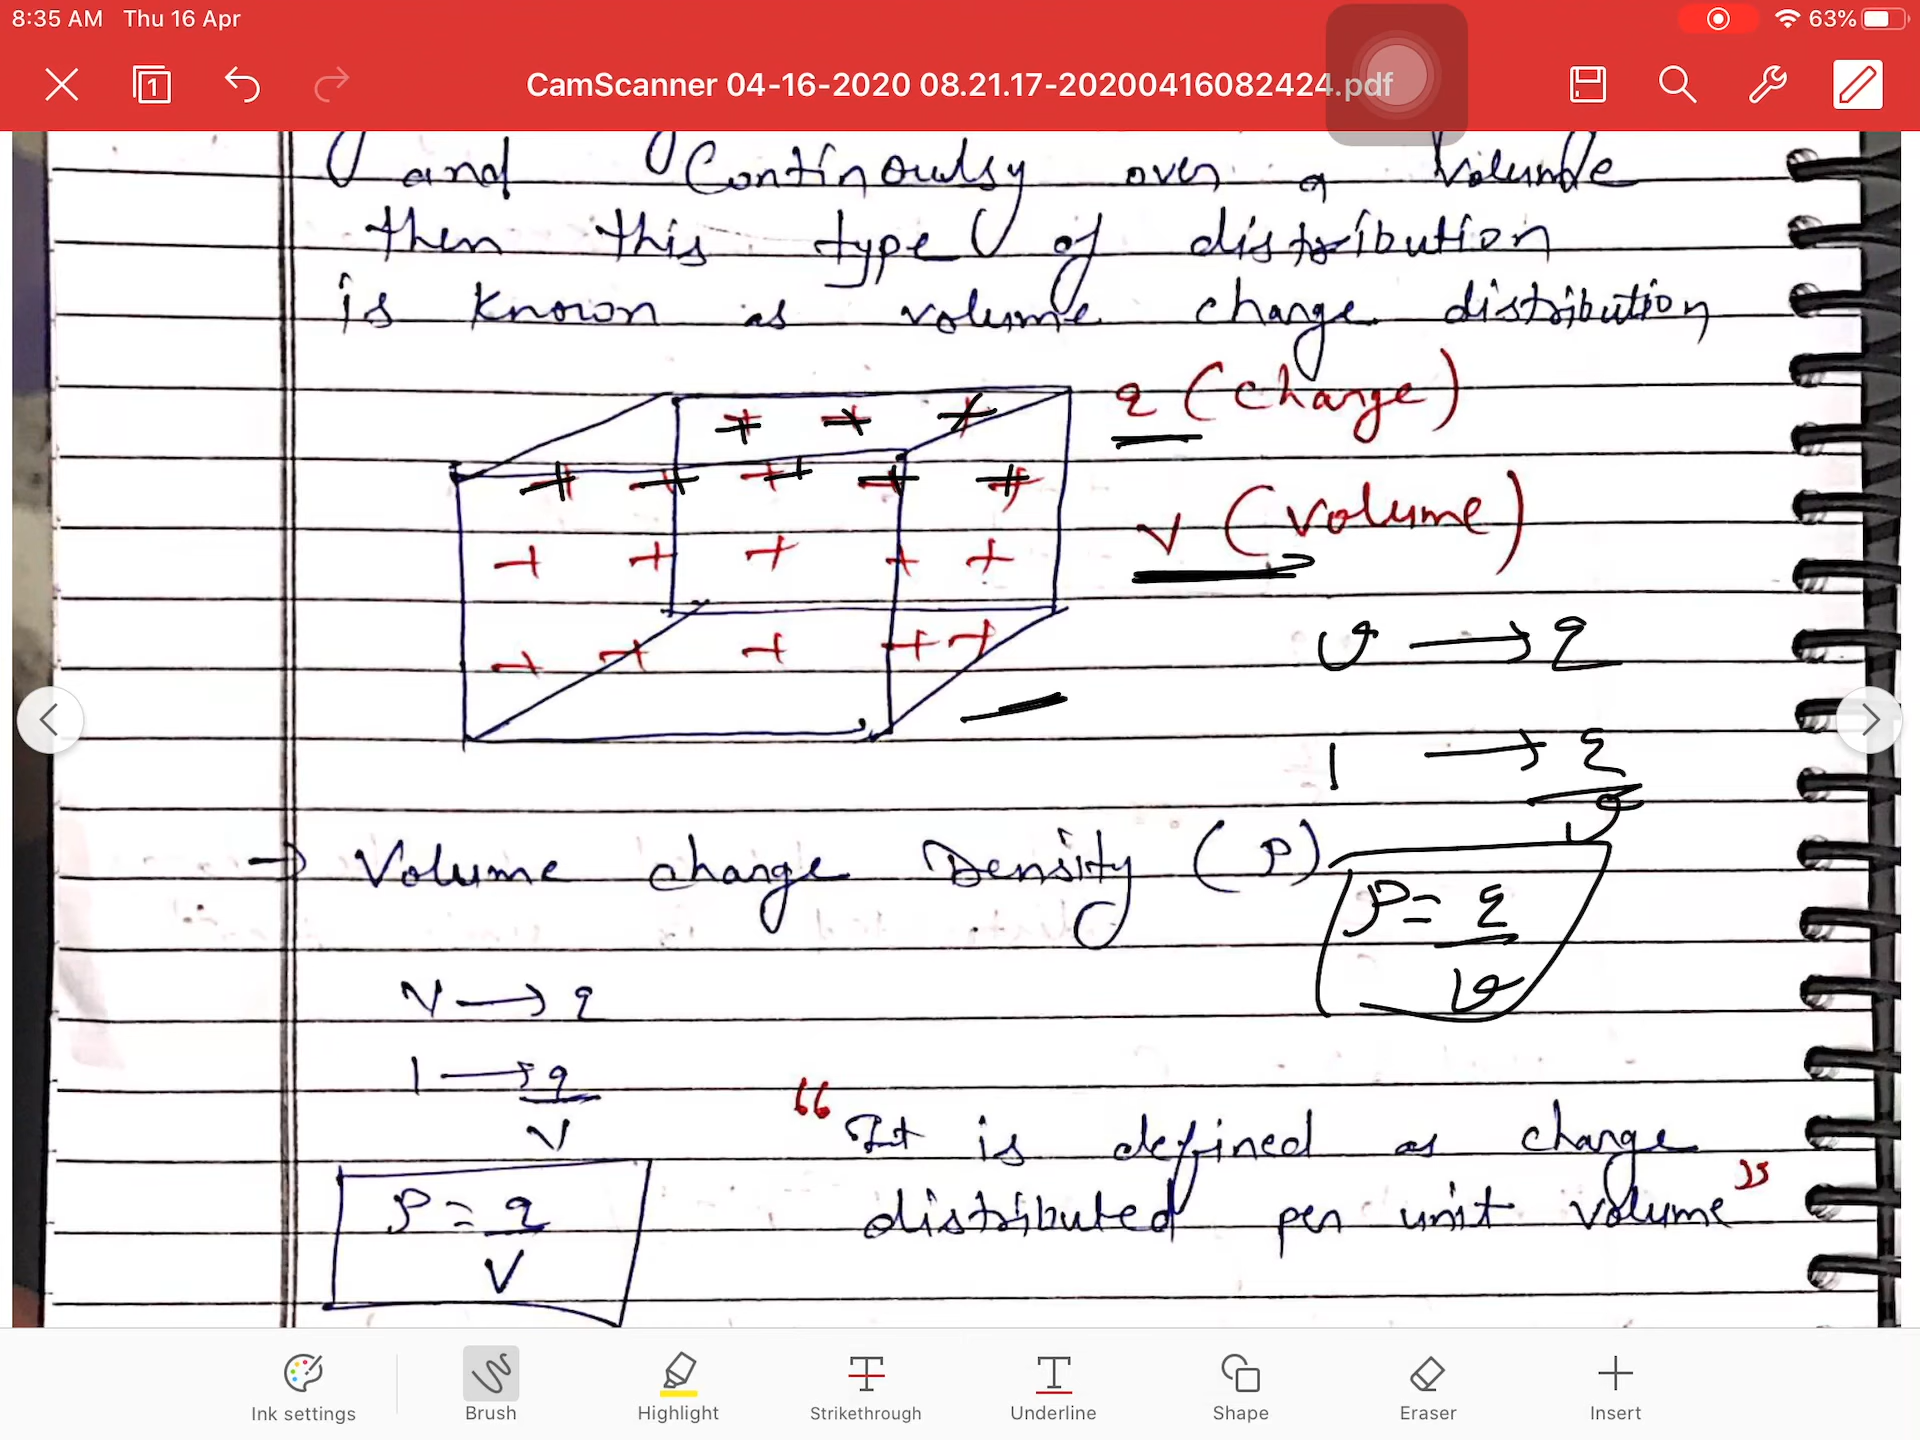 8:35 AM Thu 16 Apr
63%
1
CamScanner 04-16-2020 08.21.17-20200416082424.pdf
and Continoulsy over a Volume
then this type of distribution
is known as volume charge distribution
q (charge)
v (volume)
v → q
1 → q
v
→ Volume charge Density (ρ)
ρ = q
v
V → q
1 → q
V
ρ = q
V
“ It is defined as charge
distributed per unit volume ”
Ink settings
Brush
Highlight
Strikethrough
Underline
Shape
Eraser
Insert